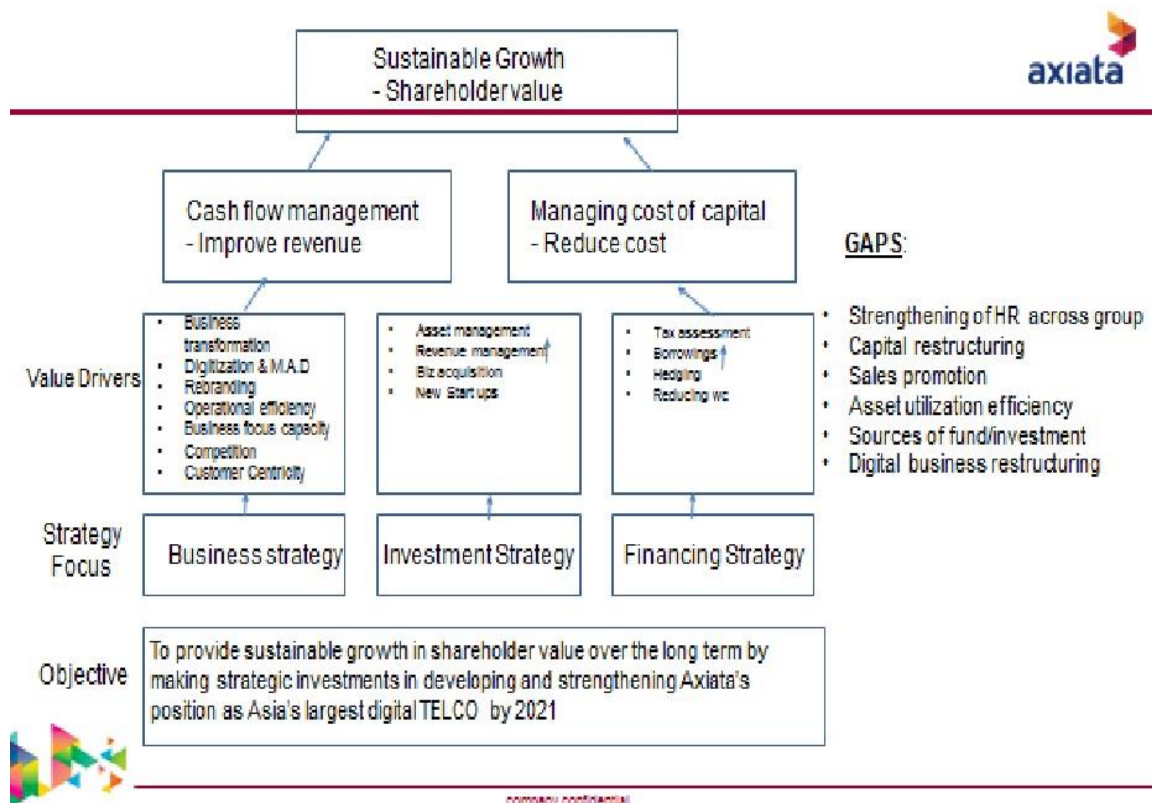 Sustainable Growth
- Shareholder value
axiata
Cash flow management
- Improve revenue
Managing cost of capital
- Reduce cost
GAPS:
• Strengthening of HR across group
• Capital restructuring
• Sales promotion
• Asset utilization efficiency
• Sources of fund/investment
• Digital business restructuring
Value Drivers
• Business
transformation
• Digitization & M.A.D
• Rebranding
• Operational efficiency
• Business focus capacity
• Competition
• Customer Centricity
• Asset management
• Revenue management
• Biz acquisition
• New Start ups
• Tax assessment
• Borrowings
• Hedging
• Reducing wc
Strategy
Focus
Business strategy
Investment Strategy
Financing Strategy
Objective
To provide sustainable growth in shareholder value over the long term by
making strategic investments in developing and strengthening Axiata's
position as Asia's largest digital TELCO by 2021
company confidential